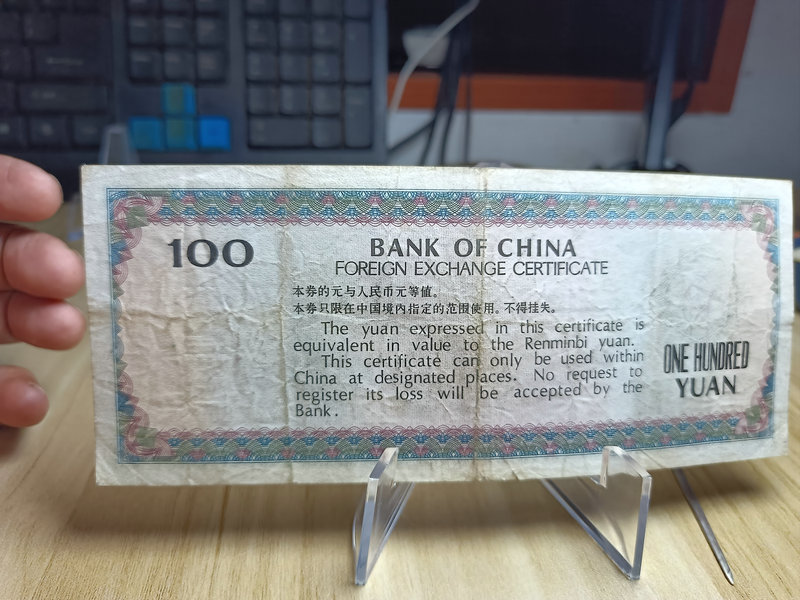 100
BANK OF CHINA
FOREIGN EXCHANGE CERTIFICATE
本券的元与人民币元等值。
本券只限在中国境内指定的范围使用。不得挂失。
The yuan expressed in this certificate is
equivalent in value to the Renminbi yuan.
This certificate can only be used within
China at designated places. No request to
register its loss will be accepted by the
Bank.
ONE HUNDRED
YUAN